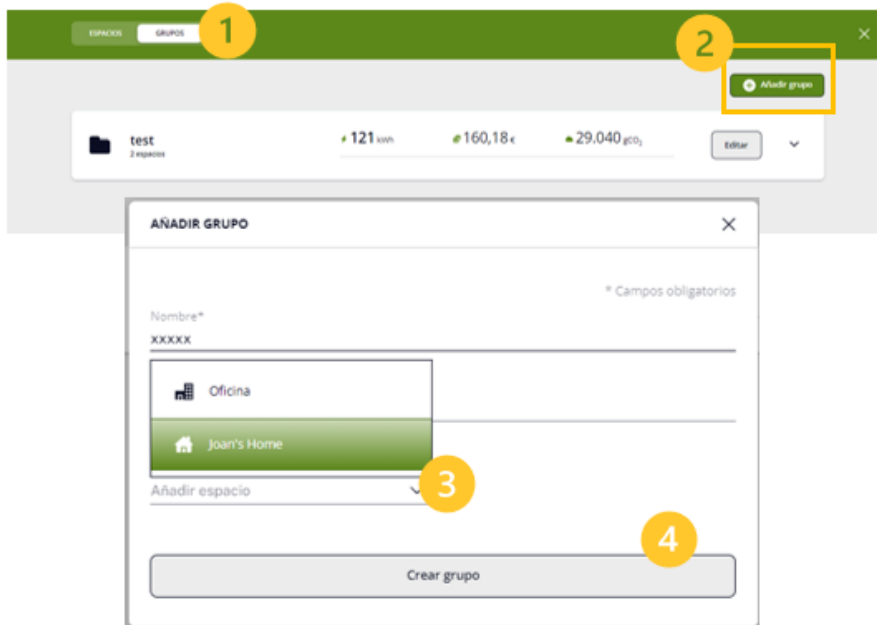 ESPACIOS GRUPOS 1
2
Añadir grupo
test
2 espacios
121 kWh 160,18 € 29.040 gCO2 Editar
AÑADIR GRUPO
* Campos obligatorios
Nombre*
xxxxx
Oficina
Joan's Home
Añadir espacio 3
4
Crear grupo